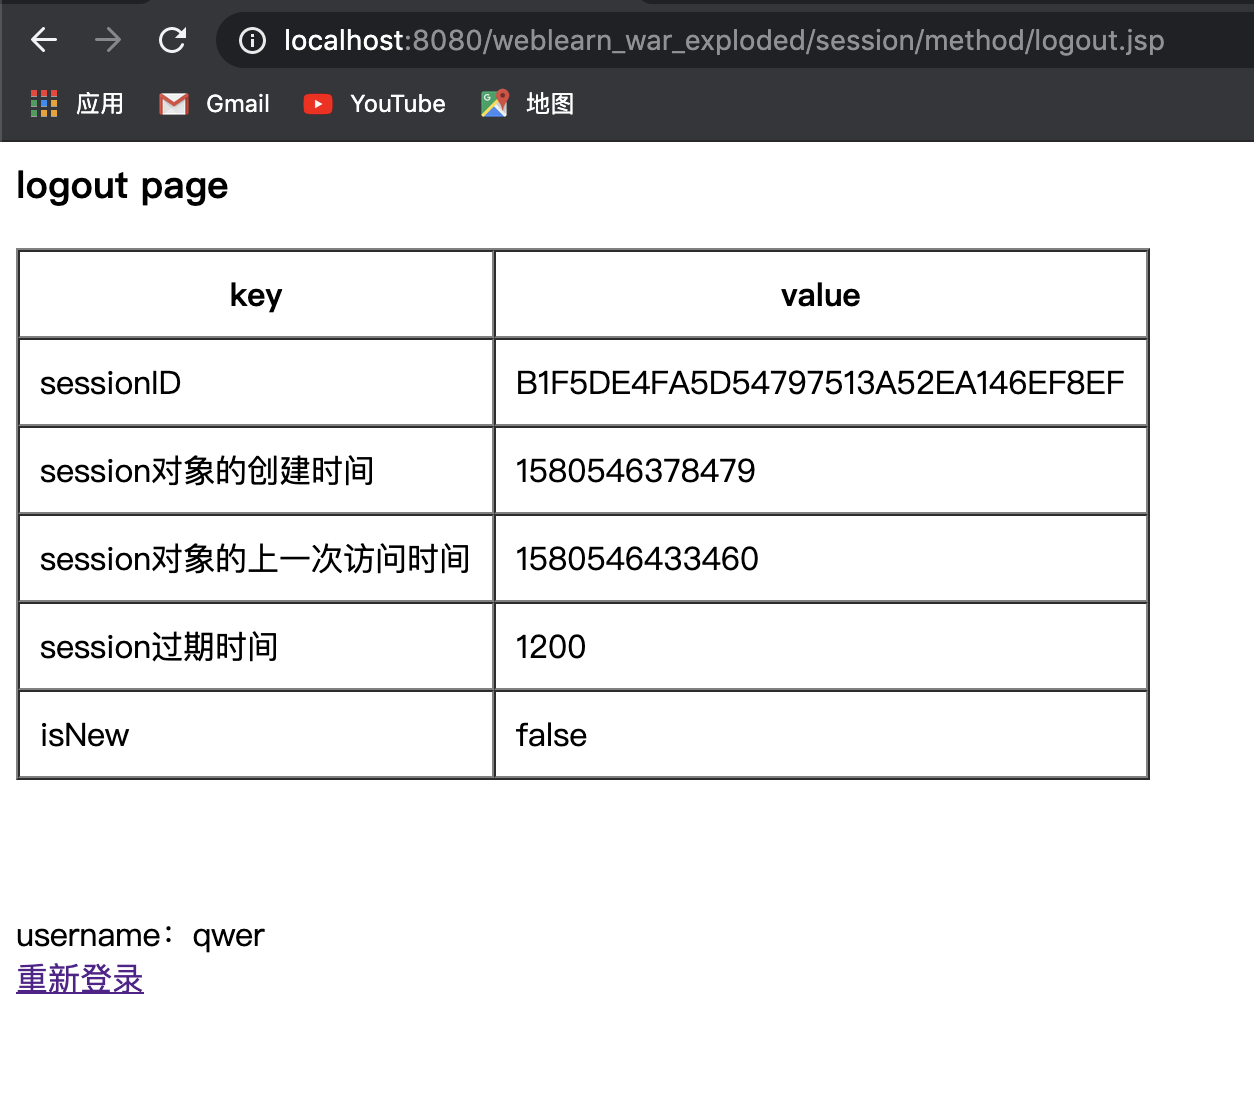 localhost:8080/weblearn_war_exploded/session/method/logout.jsp
应用 Gmail YouTube 地图
logout page
key value
sessionID B1F5DE4FA5D54797513A52EA146EF8EF
session对象的创建时间 1580546378479
session对象的上一次访问时间 1580546433460
session过期时间 1200
isNew false
username：qwer
重新登录